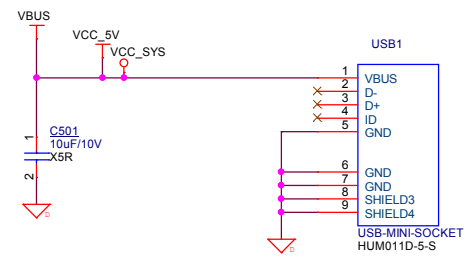 VBUS
VCC_5V
VCC_SYS
USB1
1
VBUS
2
D-
3
D+
4
ID
5
GND
1
C501
10uF/10V
X5R
2
6
GND
7
GND
8
SHIELD3
9
SHIELD4
D
D
USB-MINI-SOCKET
HUM011D-5-S